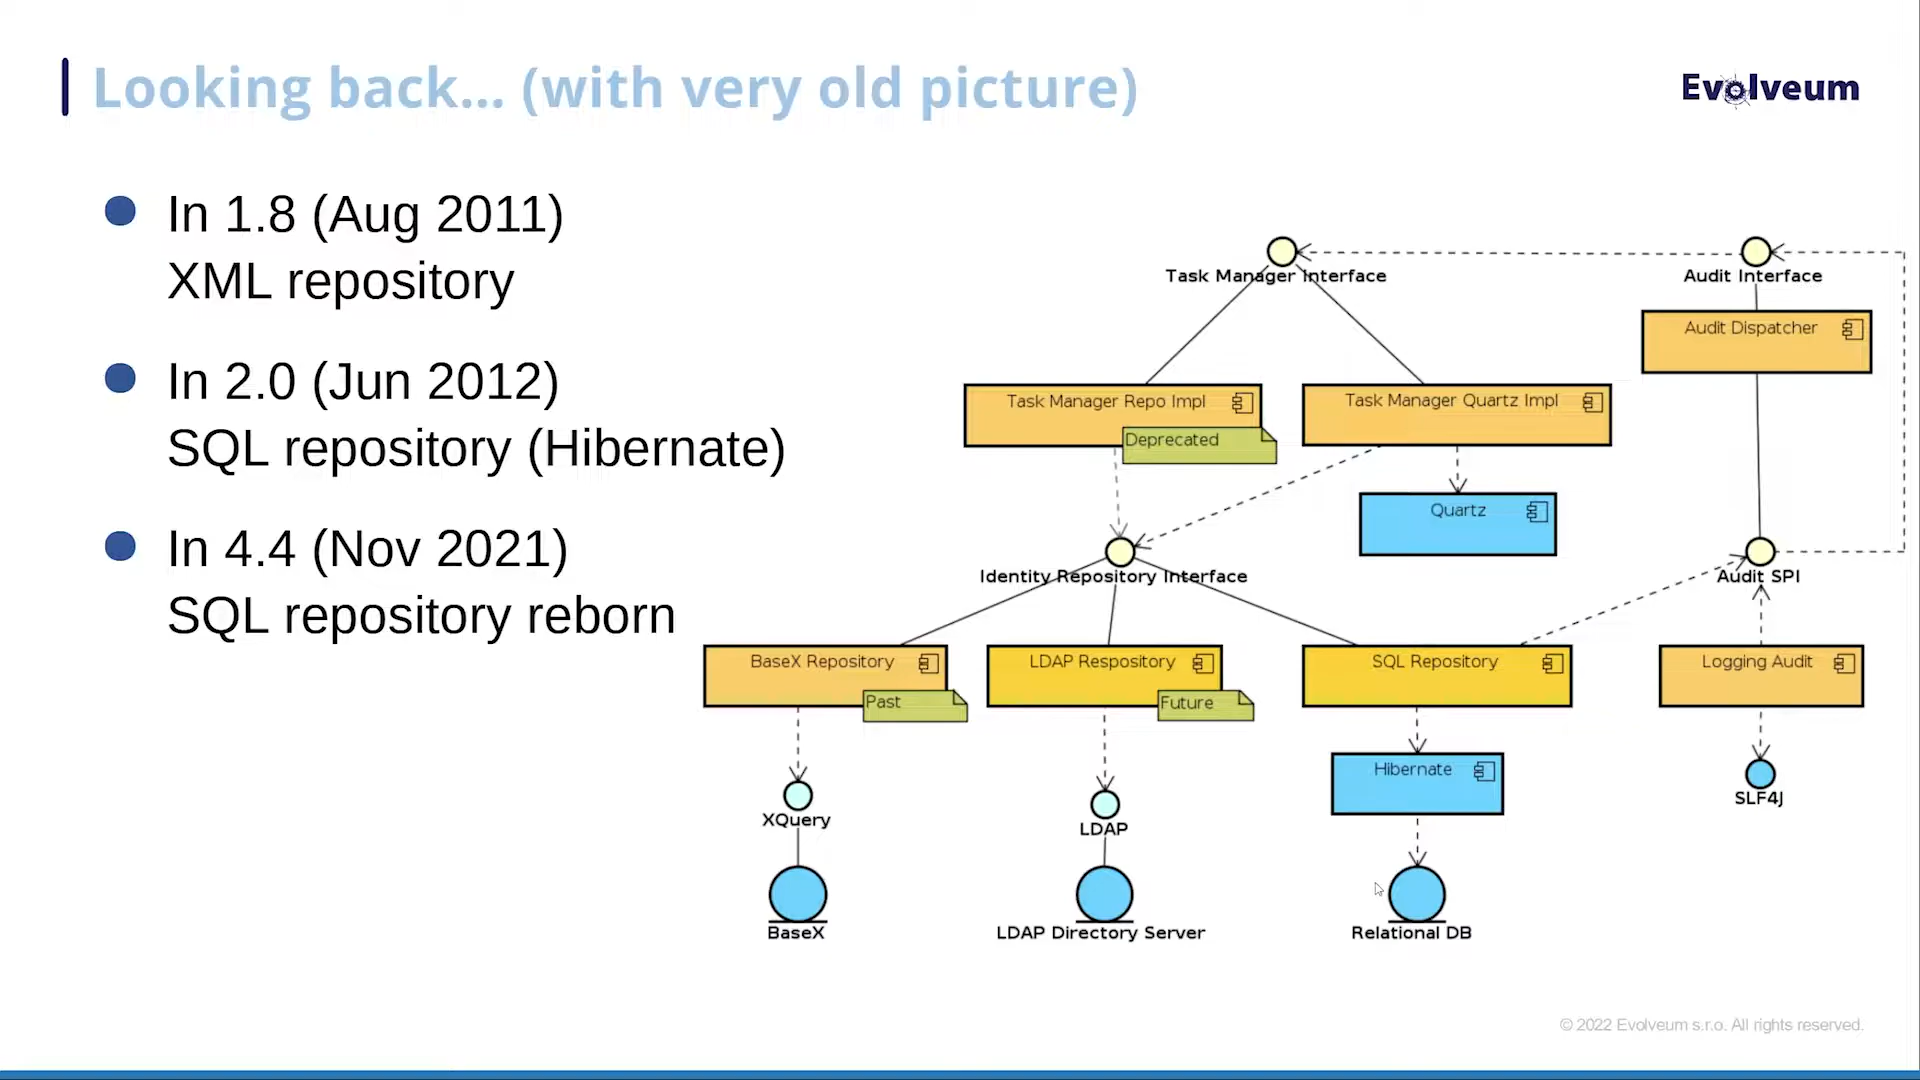 Looking back... (with very old picture)
Evolveum
In 1.8 (Aug 2011)
XML repository
In 2.0 (Jun 2012)
SQL repository (Hibernate)
In 4.4 (Nov 2021)
SQL repository reborn
Task Manager Interface
Audit Interface
Audit Dispatcher
Task Manager Repo Impl
Deprecated
Task Manager Quartz Impl
Quartz
Identity Repository Interface
Audit SPI
BaseX Repository
Past
LDAP Respository
Future
SQL Repository
Logging Audit
Hibernate
XQuery
LDAP
SLF4J
BaseX
LDAP Directory Server
Relational DB
© 2022 Evolveum s.r.o. All rights reserved.